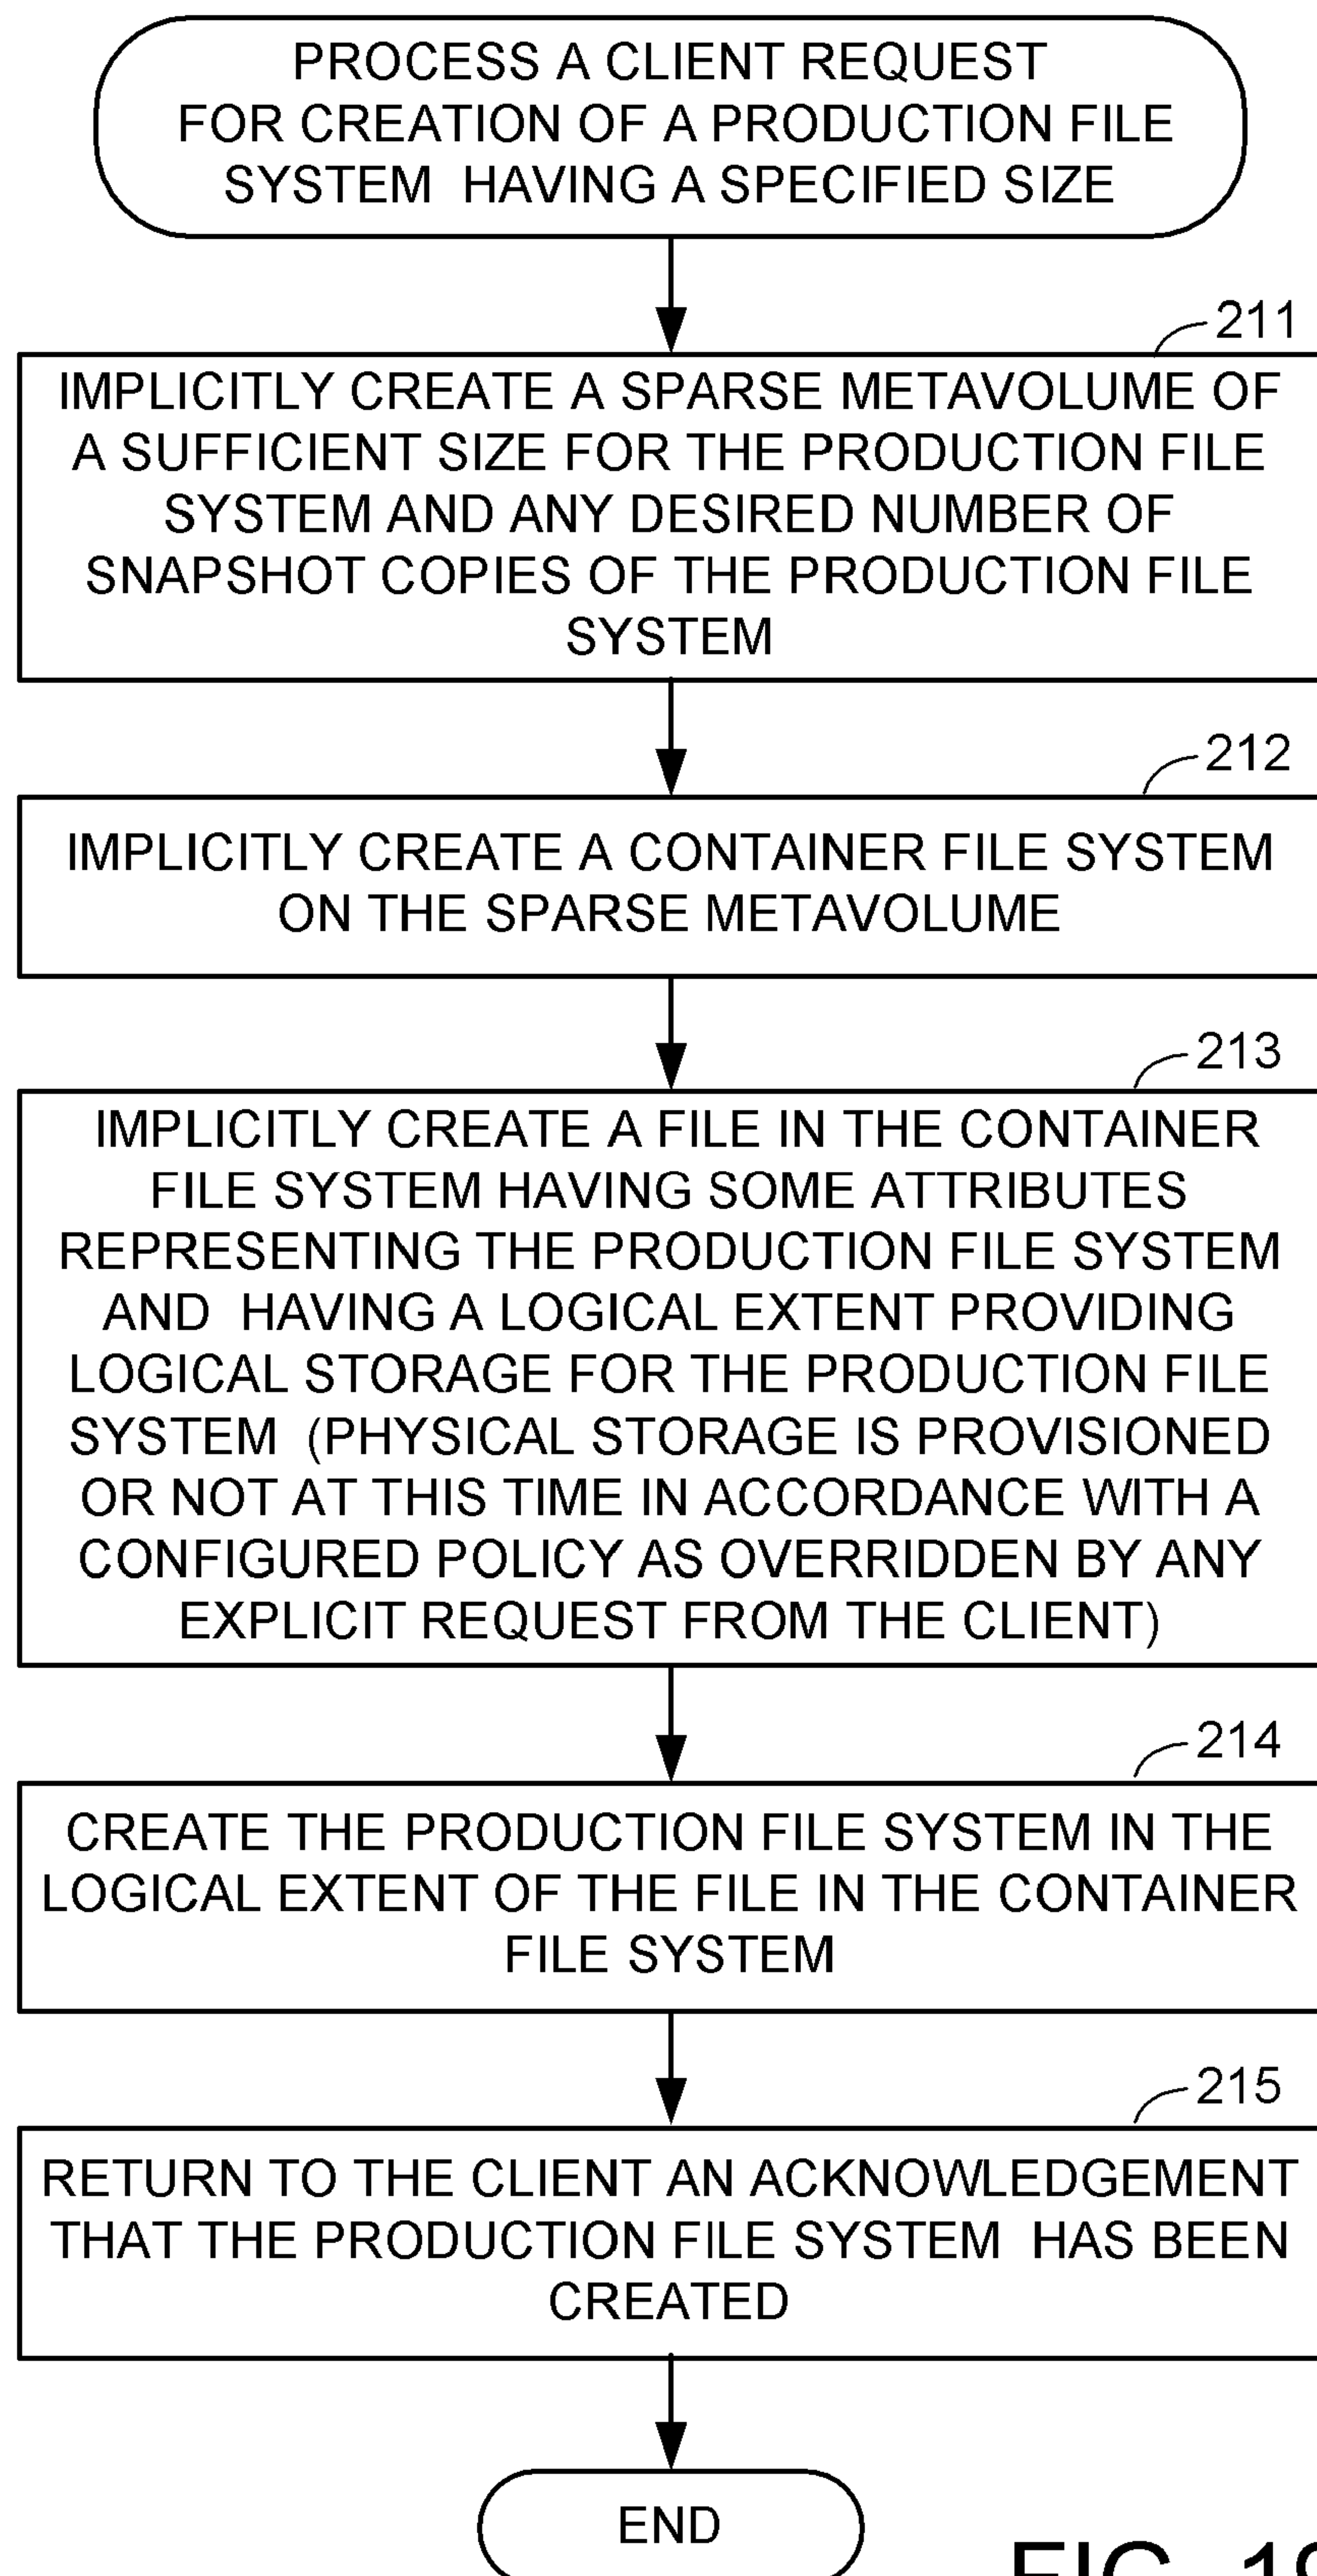 PROCESS A CLIENT REQUEST
FOR CREATION OF A PRODUCTION FILE
SYSTEM HAVING A SPECIFIED SIZE
211
IMPLICITLY CREATE A SPARSE METAVOLUME OF
A SUFFICIENT SIZE FOR THE PRODUCTION FILE
SYSTEM AND ANY DESIRED NUMBER OF
SNAPSHOT COPIES OF THE PRODUCTION FILE
SYSTEM
212
IMPLICITLY CREATE A CONTAINER FILE SYSTEM
ON THE SPARSE METAVOLUME
213
IMPLICITLY CREATE A FILE IN THE CONTAINER
FILE SYSTEM HAVING SOME ATTRIBUTES
REPRESENTING THE PRODUCTION FILE SYSTEM
AND HAVING A LOGICAL EXTENT PROVIDING
LOGICAL STORAGE FOR THE PRODUCTION FILE
SYSTEM (PHYSICAL STORAGE IS PROVISIONED
OR NOT AT THIS TIME IN ACCORDANCE WITH A
CONFIGURED POLICY AS OVERRIDDEN BY ANY
EXPLICIT REQUEST FROM THE CLIENT)
214
CREATE THE PRODUCTION FILE SYSTEM IN THE
LOGICAL EXTENT OF THE FILE IN THE CONTAINER
FILE SYSTEM
215
RETURN TO THE CLIENT AN ACKNOWLEDGEMENT
THAT THE PRODUCTION FILE SYSTEM HAS BEEN
CREATED
END
FIG.